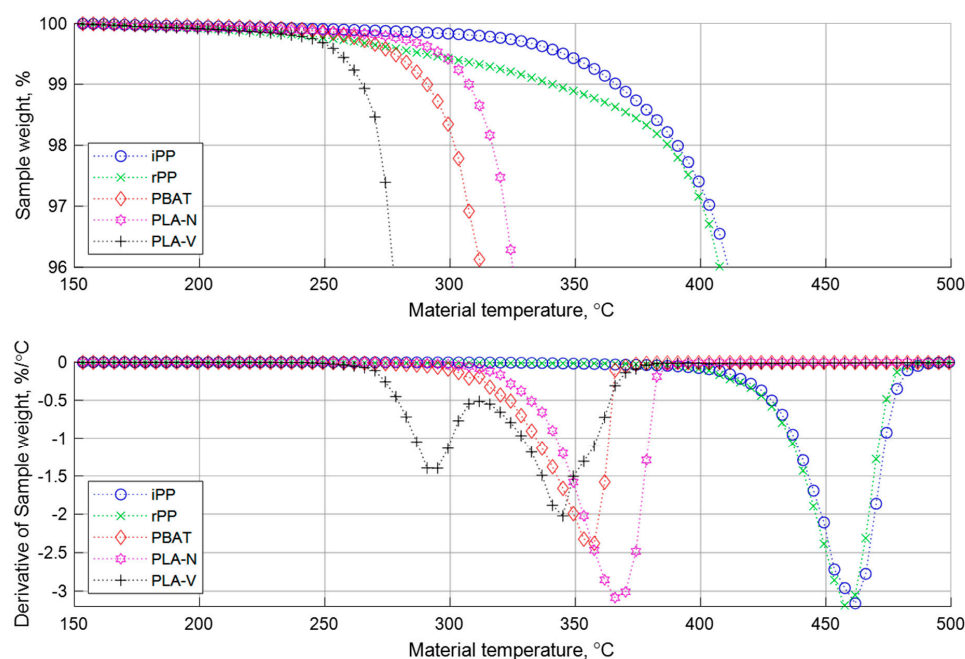 100
99
98
97
96
Sample weight, %
iPP
rPP
PBAT
PLA-N
PLA-V
150 200 250 300 350 400 450 500
Material temperature, °C
0
-0.5
-1
-1.5
-2
-2.5
-3
Derivative of Sample weight, %/°C
iPP
rPP
PBAT
PLA-N
PLA-V
150 200 250 300 350 400 450 500
Material temperature, °C